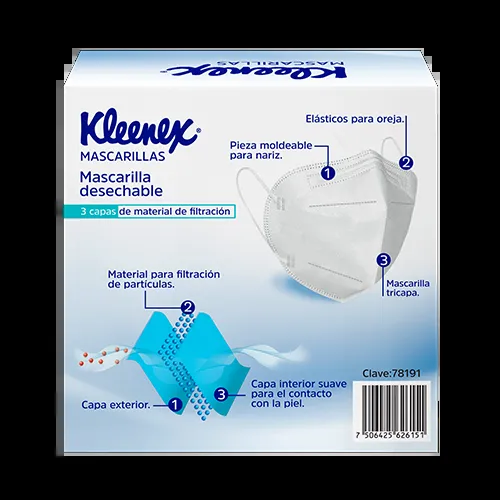 Kleenex
MASCARILLAS
Kleenex®
MASCARILLAS
Mascarilla
desechable
3 capas de material de filtración
Elásticos para oreja.
2
Pieza moldeable
para nariz.
1
3
Mascarilla
tricapa.
Material para filtración
de partículas.
2
Capa exterior.
1
3
Capa interior suave
para el contacto
con la piel.
Clave:78191
7 506425 626151